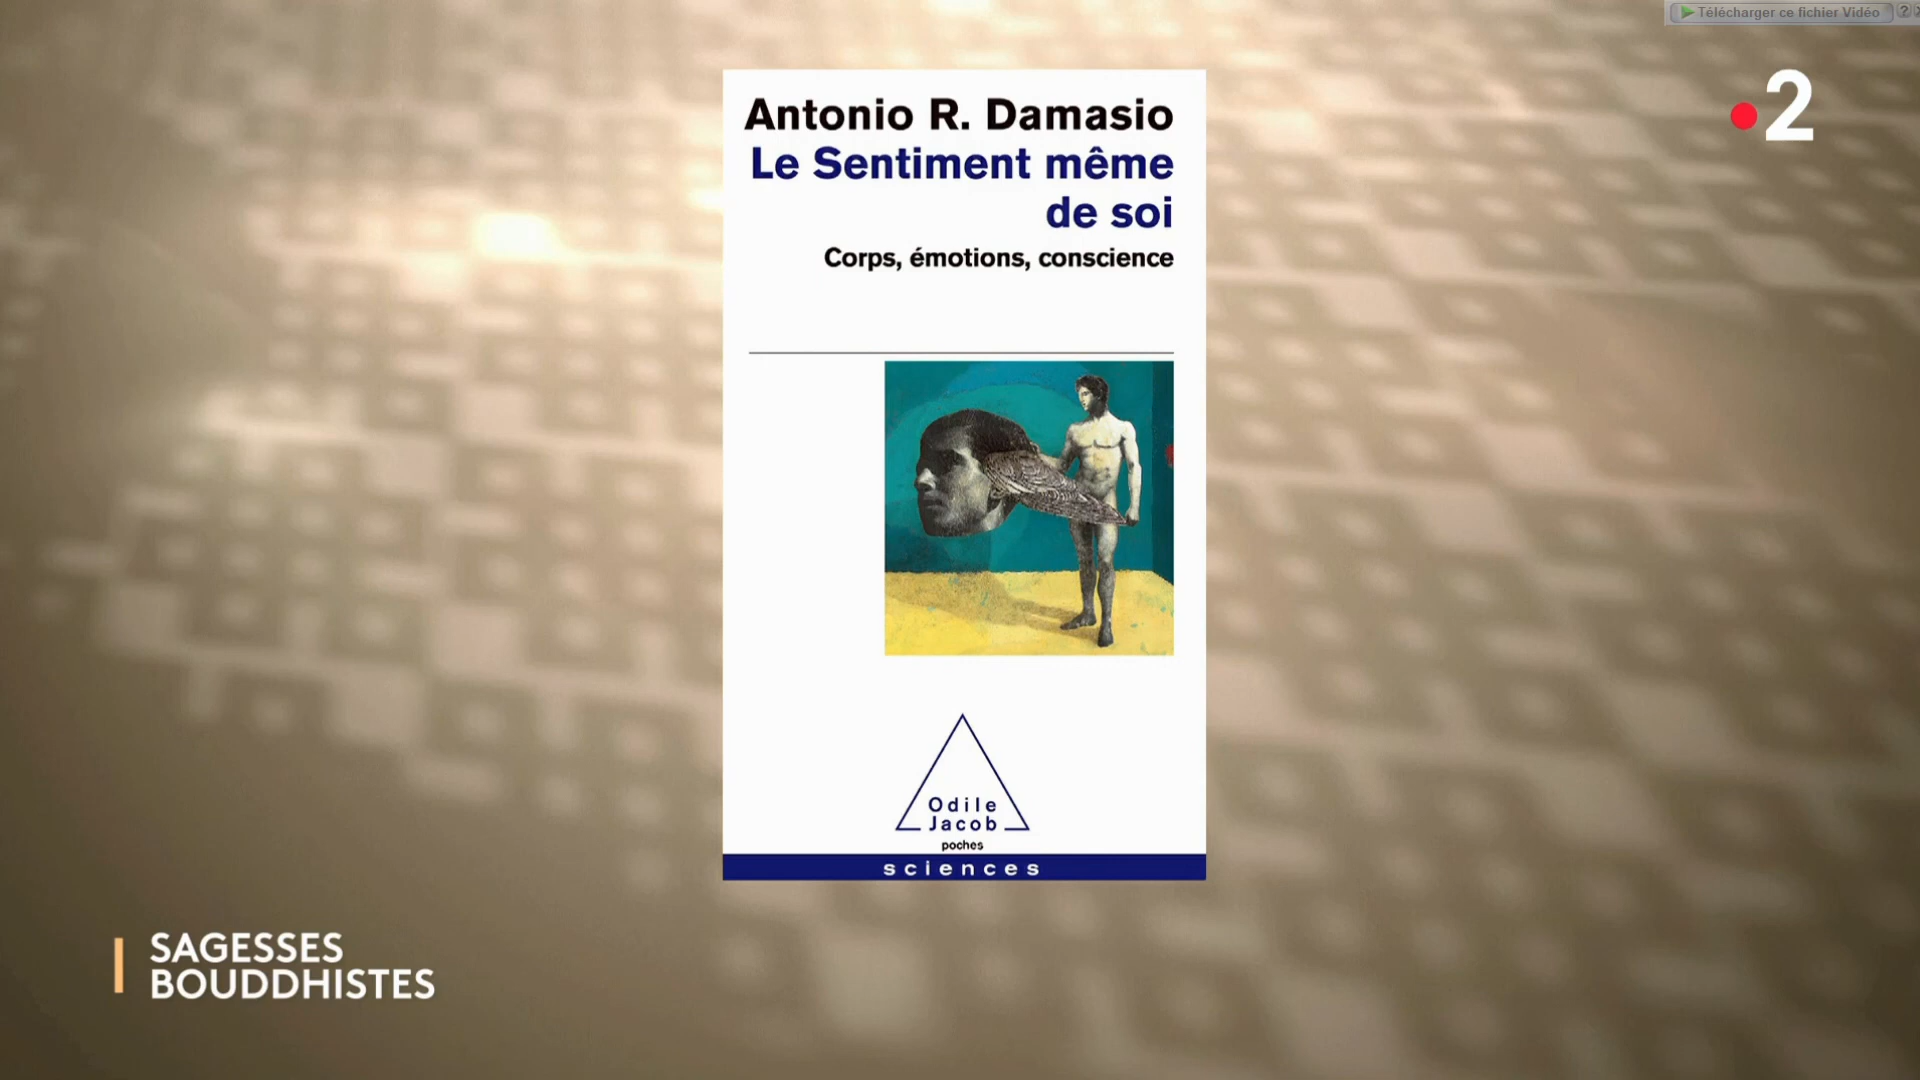 Télécharger ce fichier Vidéo ?
2
Antonio R. Damasio
Le Sentiment même
de soi
Corps, émotions, conscience
Odile
Jacob
poches
sciences
SAGESSES
BOUDDHISTES